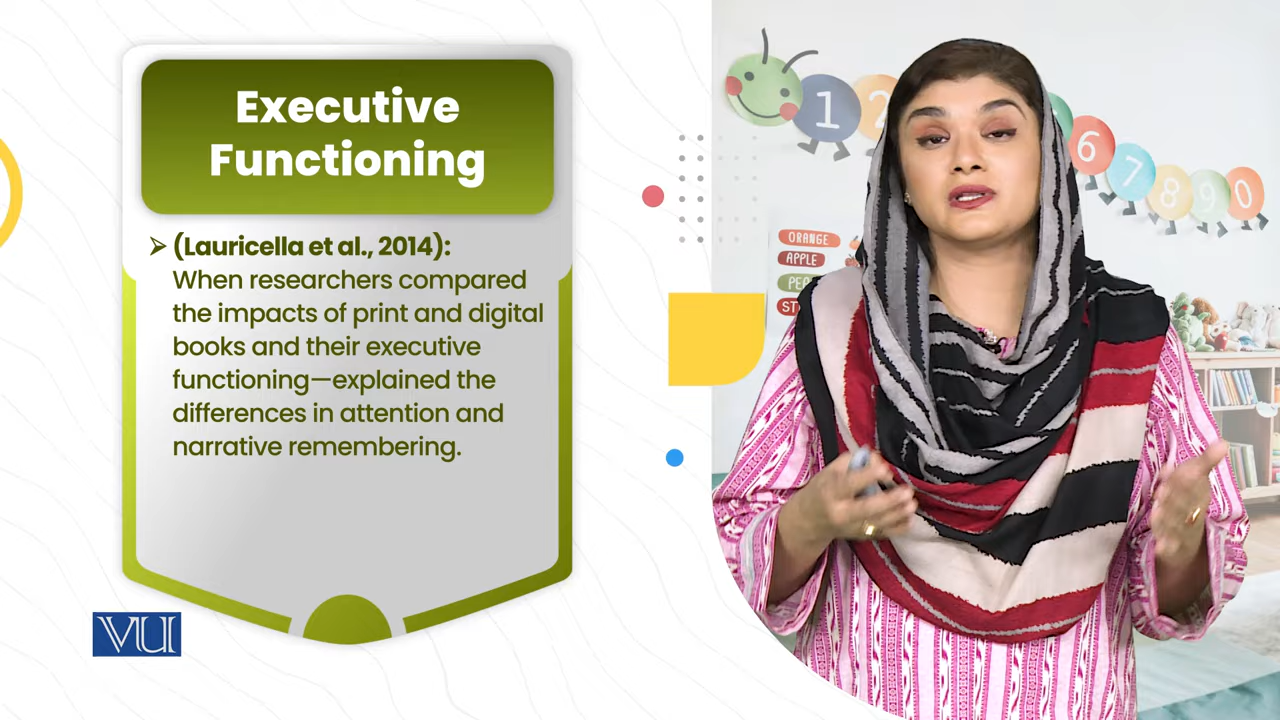 Executive
Functioning
➢ (Lauricella et al., 2014):
When researchers compared
the impacts of print and digital
books and their executive
functioning—explained the
differences in attention and
narrative remembering.
VU
1 2
6 7 8 9 0
ORANGE
APPLE